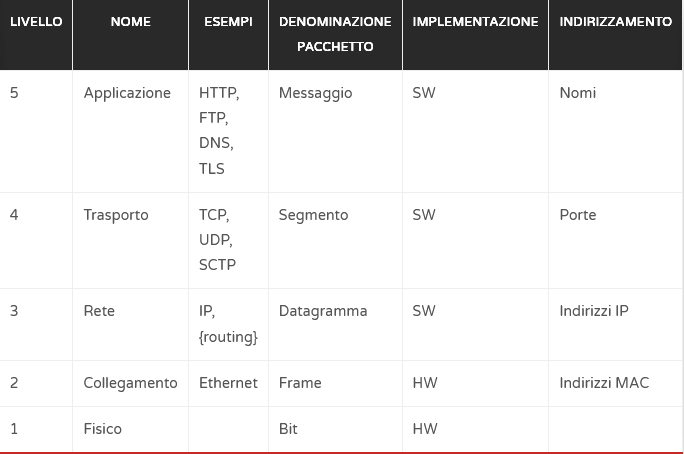 LIVELLO NOME ESEMPI DENOMINAZIONE PACCHETTO IMPLEMENTAZIONE INDIRIZZAMENTO
5 Applicazione HTTP, FTP, DNS, TLS Messaggio SW Nomi
4 Trasporto TCP, UDP, SCTP Segmento SW Porte
3 Rete IP, {routing} Datagramma SW Indirizzi IP
2 Collegamento Ethernet Frame HW Indirizzi MAC
1 Fisico Bit HW